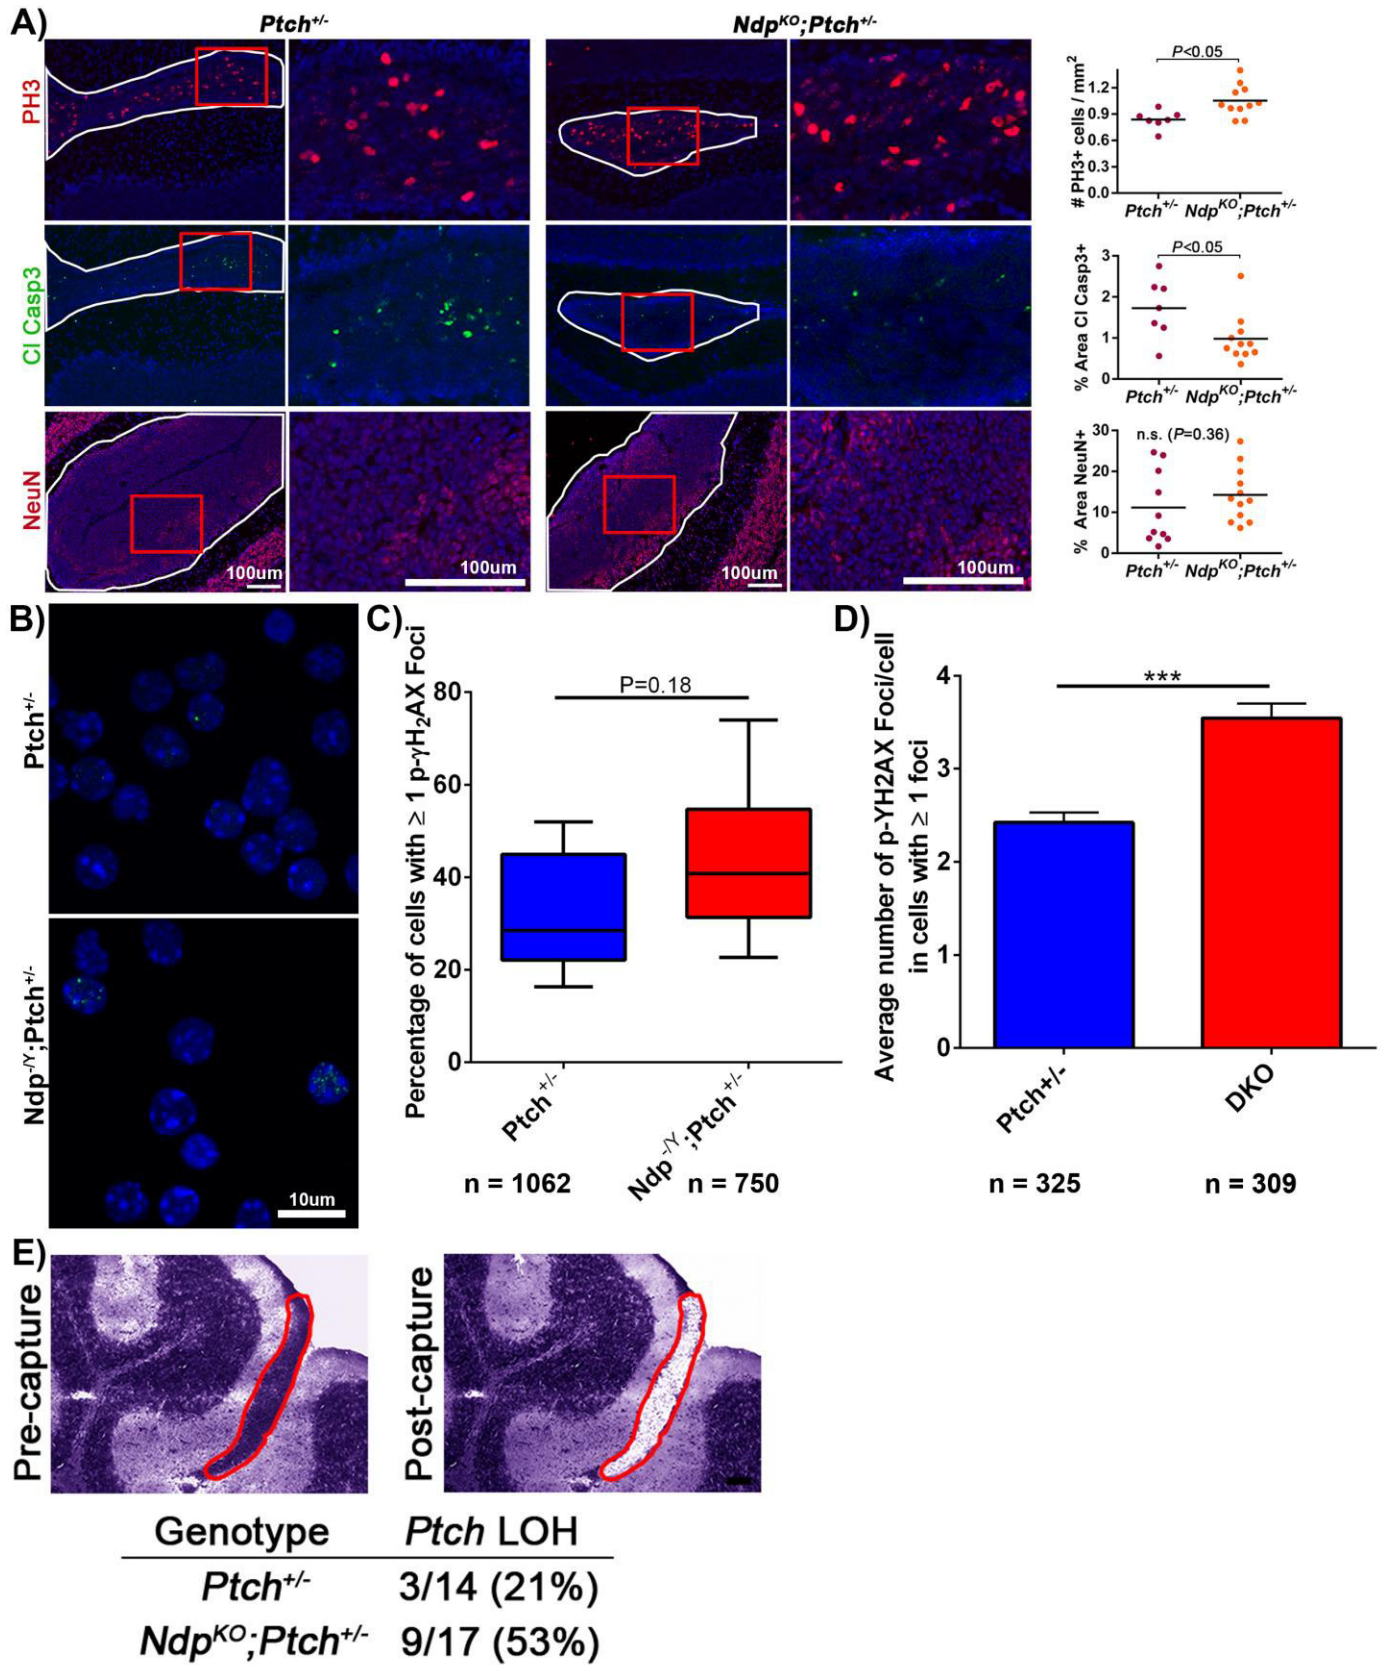 A)
Ptch+/-
NdpKO;Ptch+/-
PH3
Cl Casp3
NeuN
100um
100um
100um
100um
# PH3+ cells / mm2
P<0.05
1.2
0.9
0.6
0.3
0.0
Ptch+/-
NdpKO;Ptch+/-
% Area Cl Casp3+
P<0.05
3
2
1
0
Ptch+/-
NdpKO;Ptch+/-
% Area NeuN+
n.s. (P=0.36)
30
20
10
0
Ptch+/-
NdpKO;Ptch+/-
B)
Ptch+/-
Ndp-/Y;Ptch+/-
10um
C)
Percentage of cells with ≥ 1 p-γH2AX Foci
P=0.18
80
60
40
20
0
Ptch+/-
Ndp-/Y;Ptch+/-
n = 1062
n = 750
D)
Average number of p-YH2AX Foci/cell
in cells with ≥ 1 foci
***
4
3
2
1
0
Ptch+/-
DKO
n = 325
n = 309
E)
Pre-capture
Post-capture
Genotype Ptch LOH
Ptch+/- 3/14 (21%)
NdpKO;Ptch+/- 9/17 (53%)